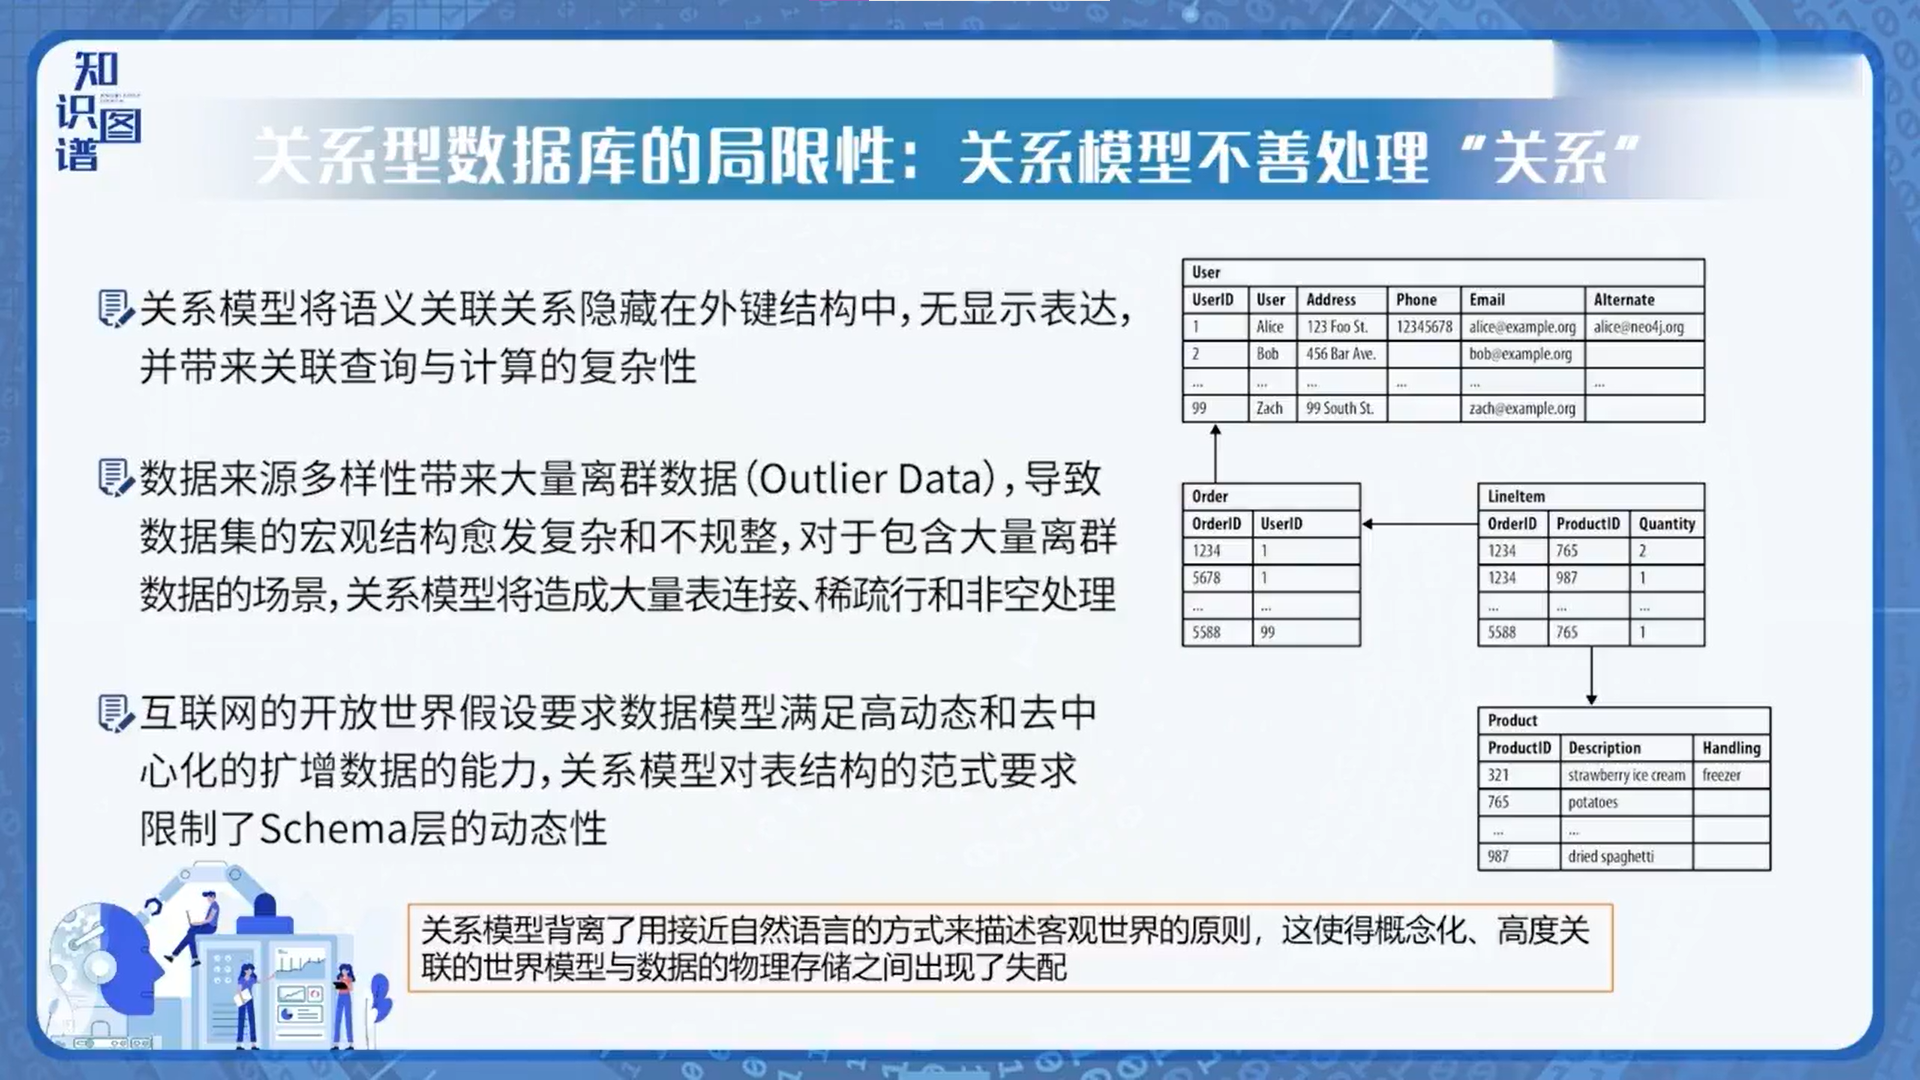 知识图谱
关系型数据库的局限性：关系模型不善处理“关系”
关系模型将语义关联关系隐藏在外键结构中，无显示表达，
并带来关联查询与计算的复杂性
数据来源多样性带来大量离群数据（Outlier Data），导致
数据集的宏观结构愈发复杂和不规整，对于包含大量离群
数据的场景，关系模型将造成大量表连接、稀疏行和非空处理
互联网的开放世界假设要求数据模型满足高动态和去中
心化的扩增数据的能力，关系模型对表结构的范式要求
限制了Schema层的动态性
User
UserID User Address Phone Email Alternate
1 Alice 123 Foo St. 12345678 alice@example.org alice@neo4j.org
2 Bob 456 Bar Ave. bob@example.org
... ... ... ... ... ...
99 Zach 99 South St. zach@example.org
Order
OrderID UserID
1234 1
5678 1
... ...
5588 99
LineItem
OrderID ProductID Quantity
1234 765 2
1234 987 1
... ... ...
5588 765 1
Product
ProductID Description Handling
321 strawberry ice cream freezer
765 potatoes
... ...
987 dried spaghetti
关系模型背离了用接近自然语言的方式来描述客观世界的原则，这使得概念化、高度关
联的世界模型与数据的物理存储之间出现了失配